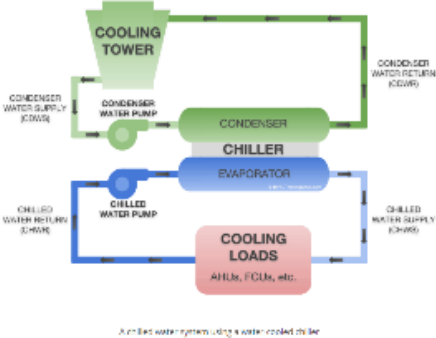 COOLING
TOWER
CONDENSER
WATER RETURN
(CDWR)
CONDENSER
WATER SUPPLY
(CDWS)
CONDENSER
WATER PUMP
CONDENSER
CHILLER
EVAPORATOR
CHILLED
WATER RETURN
(CHWR)
CHILLED
WATER PUMP
CHILLED
WATER SUPPLY
(CHWS)
COOLING
LOADS
AHUs, FCUs, etc.
A chilled water system using a water-cooled chiller